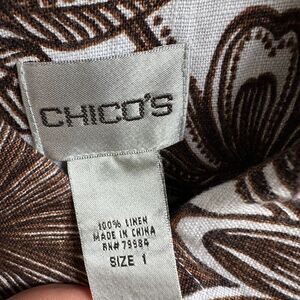 CHICO'S
100% LINEN
MADE IN CHINA
RN# 79984
SIZE 1